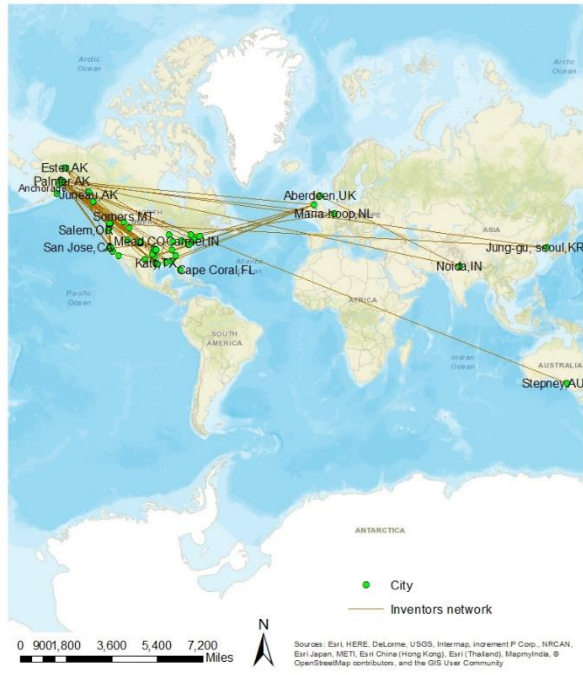 Arctic
Ocean
Arctic
Ocean
Ester,AK
Palmer,AK
Anchorage
Juneau,AK
Aberdeen,UK
Somers,MT
Maria hoop,NL
Salem,OR
ASIA
Mead,CO
Carmel,IN
San Jose,CA
Jung-gu, seoul,KR
Katy,TX
Noida,IN
Cape Coral,FL
Atlantic
Pacific
Ocean
AFRICA
SOUTH
AMERICA
Indian
Ocean
AUSTRALIA
Stepney,AU
ANTARCTICA
City
Inventors network
N
0 9001,800 3,600 5,400 7,200
Miles
Sources: Esri, HERE, DeLorme, USGS, Intermap, increment P Corp., NRCAN,
Esri Japan, METI, Esri China (Hong Kong), Esri (Thailand), MapmyIndia, ©
OpenStreetMap contributors, and the GIS User Community